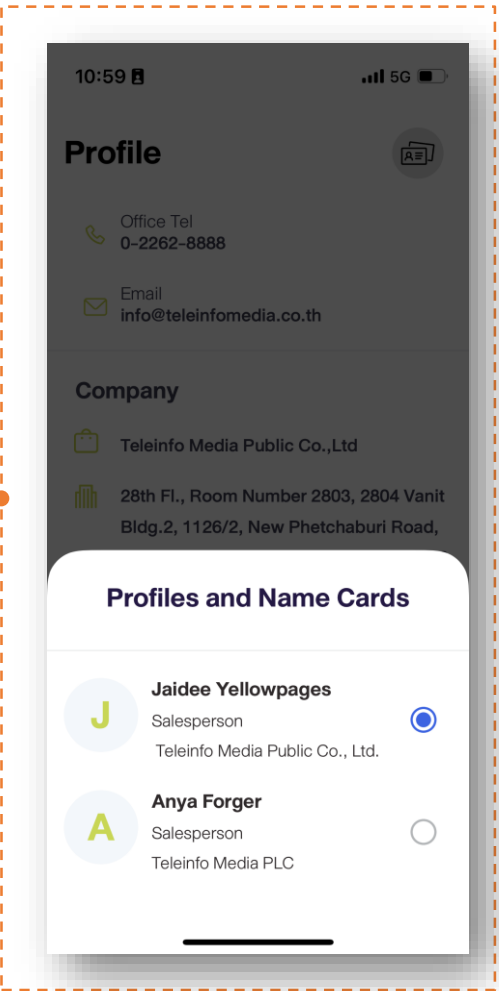 10:59
5G
Profile
Office Tel
0-2262-8888
Email
info@teleinfomedia.co.th
Company
Teleinfo Media Public Co.,Ltd
28th Fl., Room Number 2803, 2804 Vanit
Bldg.2, 1126/2, New Phetchaburi Road,
Profiles and Name Cards
J
Jaidee Yellowpages
Salesperson
Teleinfo Media Public Co., Ltd.
A
Anya Forger
Salesperson
Teleinfo Media PLC